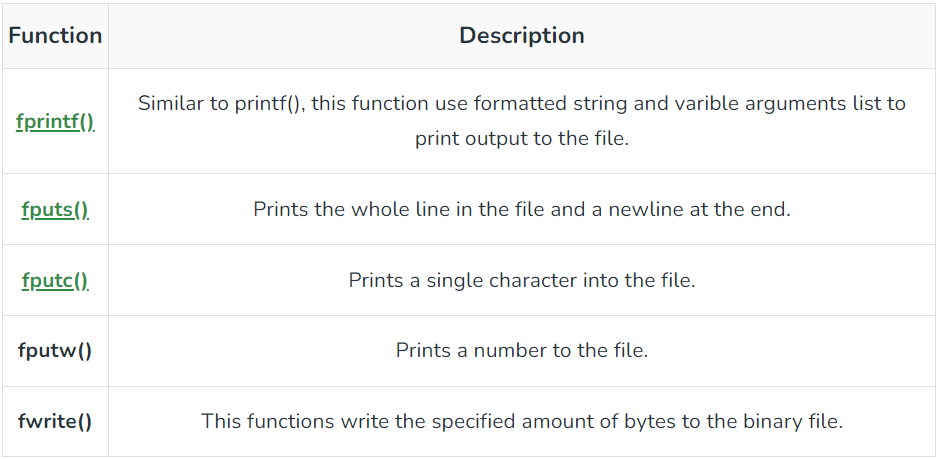 Function Description
fprintf() Similar to printf(), this function use formatted string and varible arguments list to
print output to the file.
fputs() Prints the whole line in the file and a newline at the end.
fputc() Prints a single character into the file.
fputw() Prints a number to the file.
fwrite() This functions write the specified amount of bytes to the binary file.